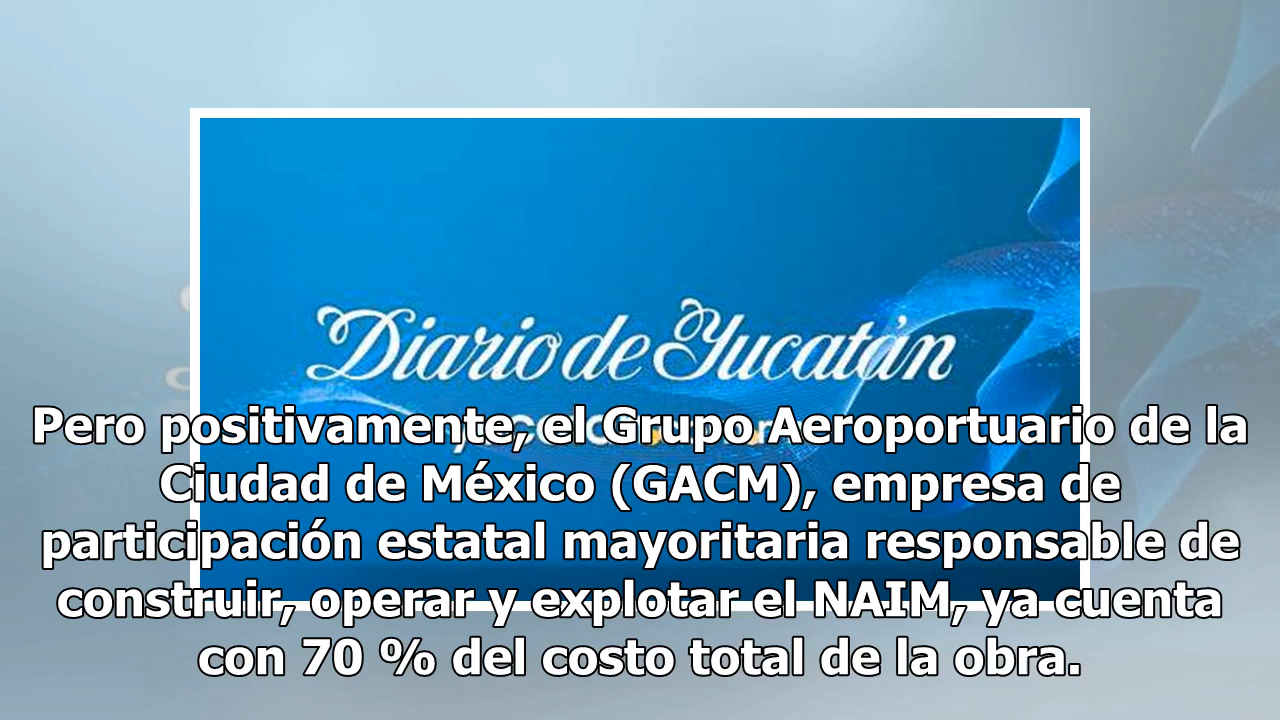 Diario de Yucatán
Pero positivamente, el Grupo Aeroportuario de la
Ciudad de México (GACM), empresa de
participación estatal mayoritaria responsable de
construir, operar y explotar el NAIM, ya cuenta
con 70 % del costo total de la obra.